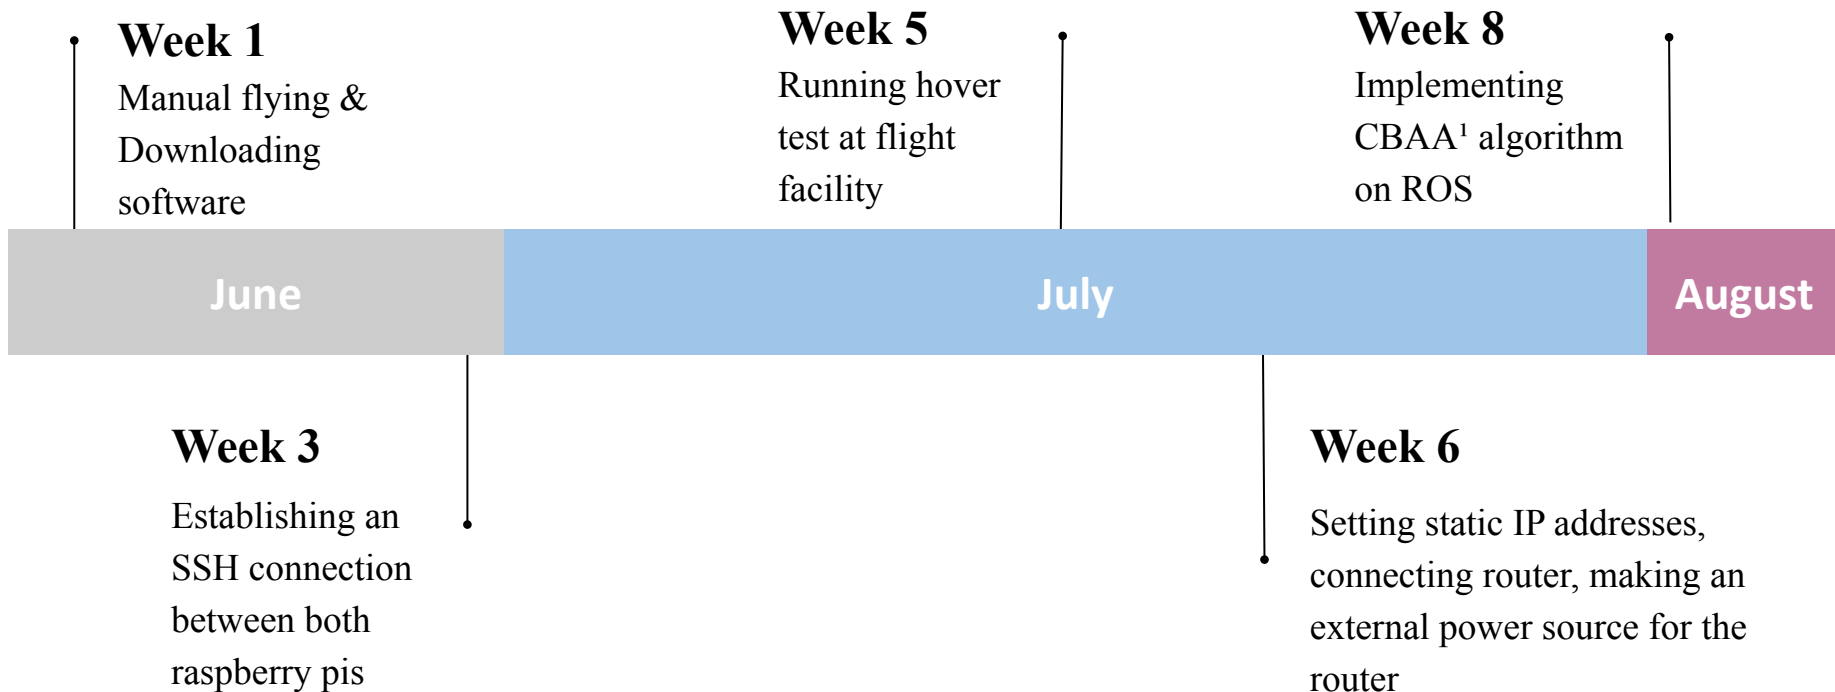 Week 1
Manual flying &
Downloading
software
Week 5
Running hover
test at flight
facility
Week 8
Implementing
CBAA¹ algorithm
on ROS
June
July
August
Week 3
Establishing an
SSH connection
between both
raspberry pis
Week 6
Setting static IP addresses,
connecting router, making an
external power source for the
router